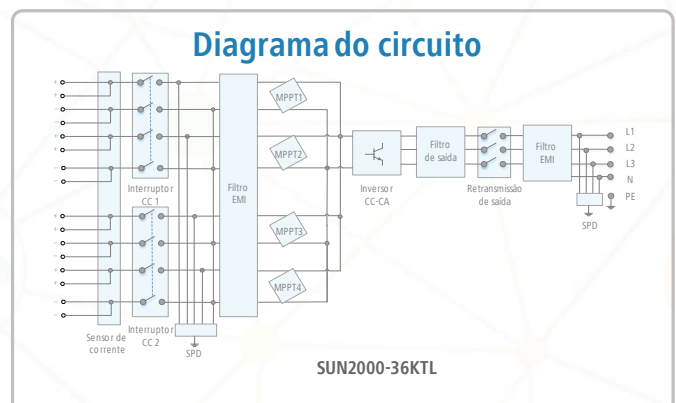 Diagrama do circuito
+
+
−
−
+
+
−
−
+
+
−
−
+
+
−
−
Sensor de
corrente
Interruptor
CC 1
Interruptor
CC 2
SPD
Filtro
EMI
MPPT1
MPPT2
MPPT3
MPPT4
Inversor
CC-CA
Filtro
de saída
Retransmissão
de saída
Filtro
EMI
SPD
L1
L2
L3
N
PE
SUN2000-36KTL